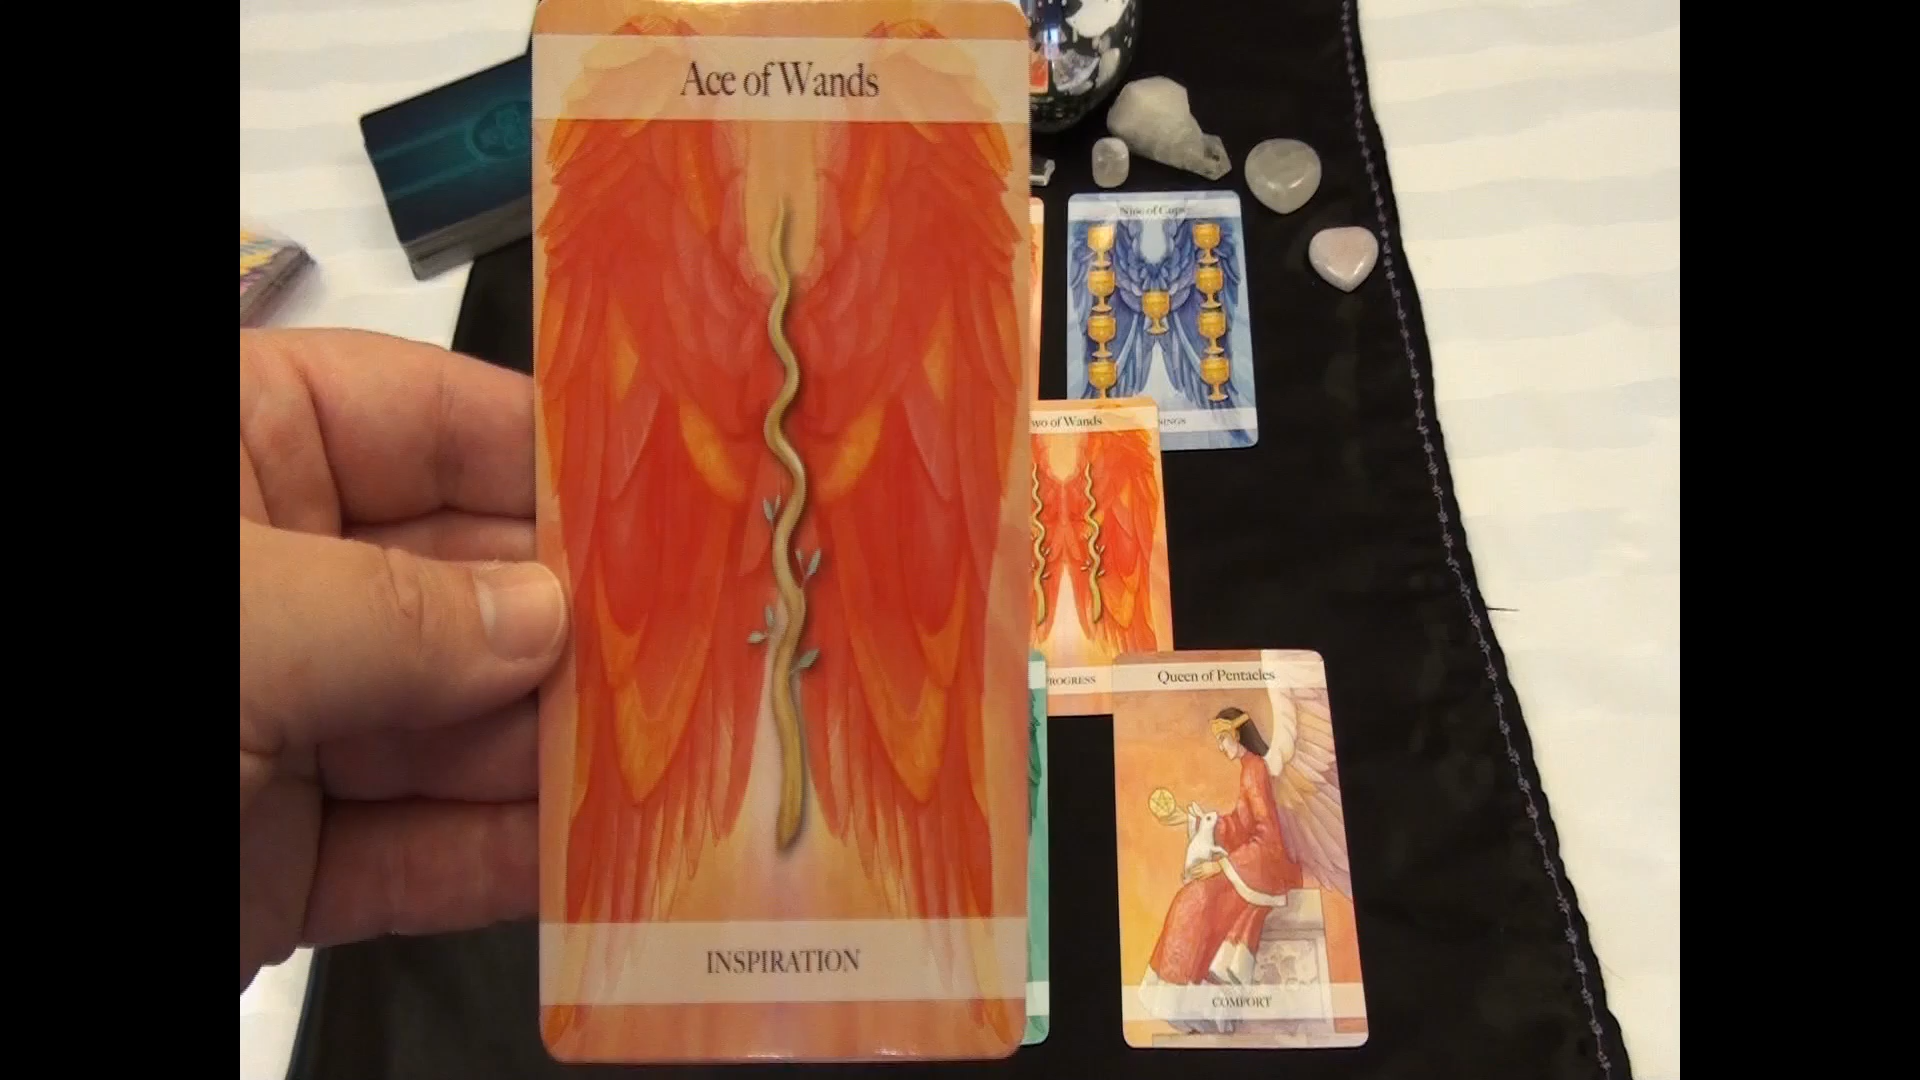 Ace of Wands
INSPIRATION
Nine of Cups
wo of Wands
PROGRESS
Queen of Pentacles
COMFORT